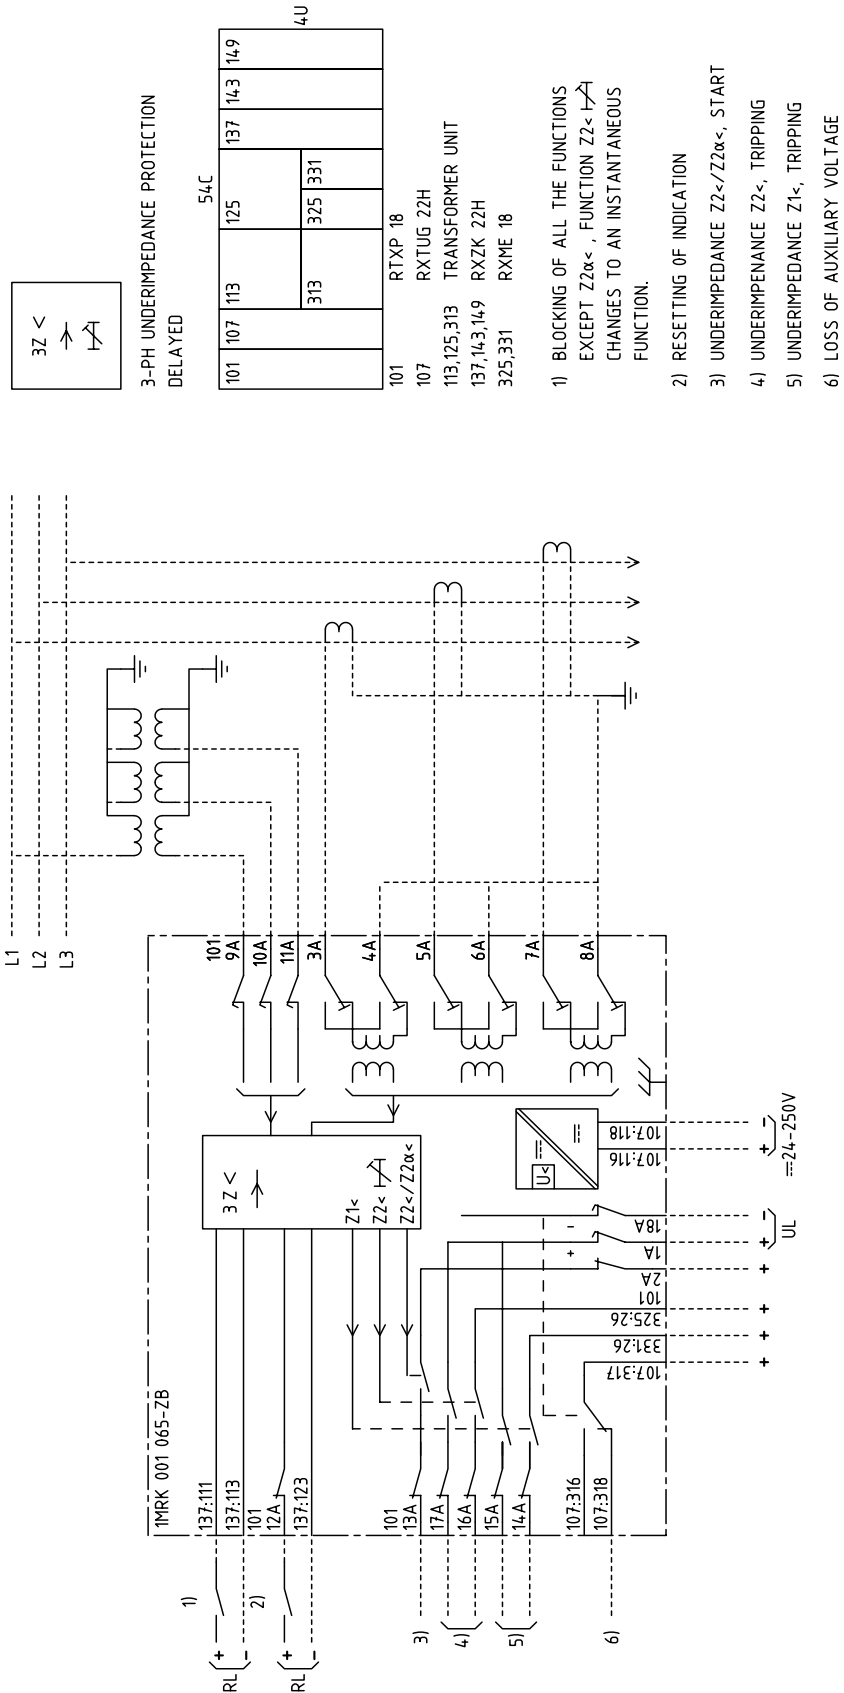 3Z <
3-PH UNDERIMPEDANCE PROTECTION
DELAYED
54C
101 107 113 125 137 143 149
313 325 331
4U
101 RTXP 18
107 RXTUG 22H
113,125,313 TRANSFORMER UNIT
137,143,149 RXZK 22H
325,331 RXME 18
1) BLOCKING OF ALL THE FUNCTIONS
EXCEPT Z2α< , FUNCTION Z2<
CHANGES TO AN INSTANTANEOUS
FUNCTION.
2) RESETTING OF INDICATION
3) UNDERIMPEDANCE Z2</Z2α<, START
4) UNDERIMPENANCE Z2<, TRIPPING
5) UNDERIMPEDANCE Z1<, TRIPPING
6) LOSS OF AUXILIARY VOLTAGE
L1
L2
L3
1MRK 001 065-ZB
101
9A
10A
11A
3A
4A
5A
6A
7A
8A
3 Z <
Z1<
Z2<
Z2</Z2α<
U<
1)
RL + -
137:111
137:113
2)
RL + -
101
12A
137:123
3)
101
13A
4)
17A
16A
5)
15A
14A
6)
107:316
107:318
107:317 +
331:26 +
325:26 +
101
2A +
1A +
18A -
+ -
UL
107:116 +
107:118 -
24-250V